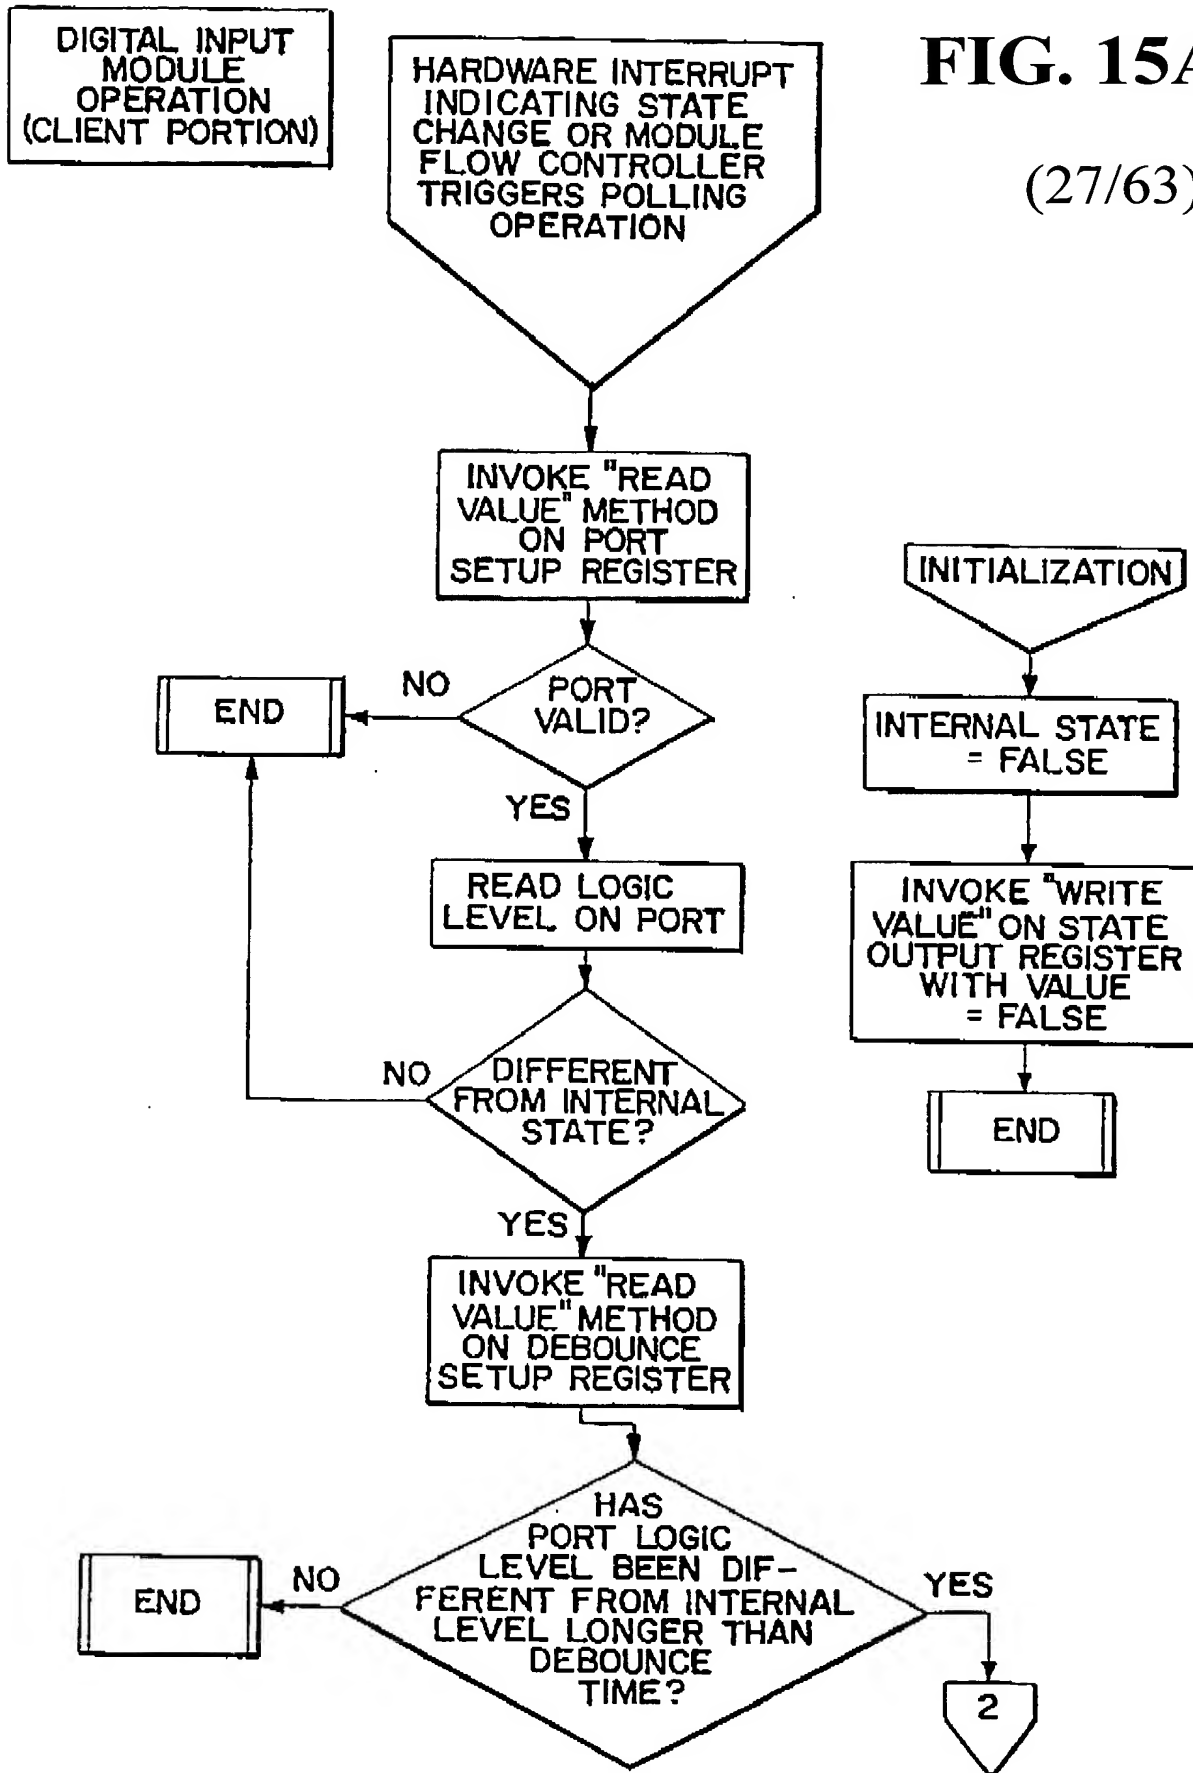 DIGITAL INPUT
MODULE
OPERATION
(CLIENT PORTION)
HARDWARE INTERRUPT
INDICATING STATE
CHANGE OR MODULE
FLOW CONTROLLER
TRIGGERS POLLING
OPERATION
FIG. 15A
(27/63)
INVOKE "READ
VALUE" METHOD
ON PORT
SETUP REGISTER
PORT
VALID?
NO
END
YES
READ LOGIC
LEVEL ON PORT
DIFFERENT
FROM INTERNAL
STATE?
NO
YES
INVOKE "READ
VALUE" METHOD
ON DEBOUNCE
SETUP REGISTER
HAS
PORT LOGIC
LEVEL BEEN DIF-
FERENT FROM INTERNAL
LEVEL LONGER THAN
DEBOUNCE
TIME?
NO
END
YES
2
INITIALIZATION
INTERNAL STATE
= FALSE
INVOKE "WRITE
VALUE" ON STATE
OUTPUT REGISTER
WITH VALUE
= FALSE
END